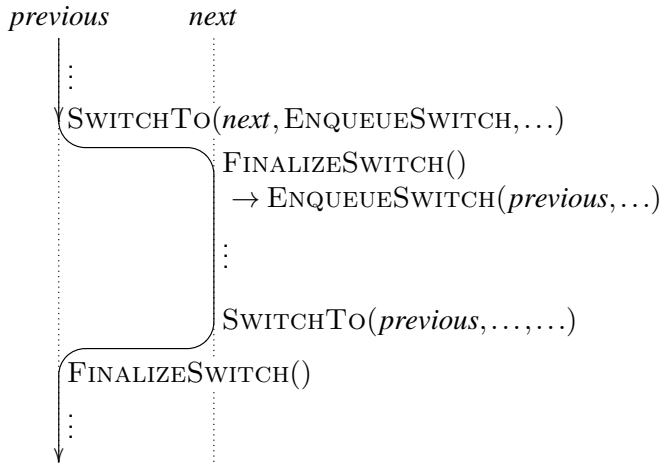 previous next
⋮
SWITCHTO(next, ENQUEUESWITCH, …)
FINALIZESWITCH()
→ ENQUEUESWITCH(previous, …)
⋮
SWITCHTO(previous, …, …)
FINALIZESWITCH()
⋮